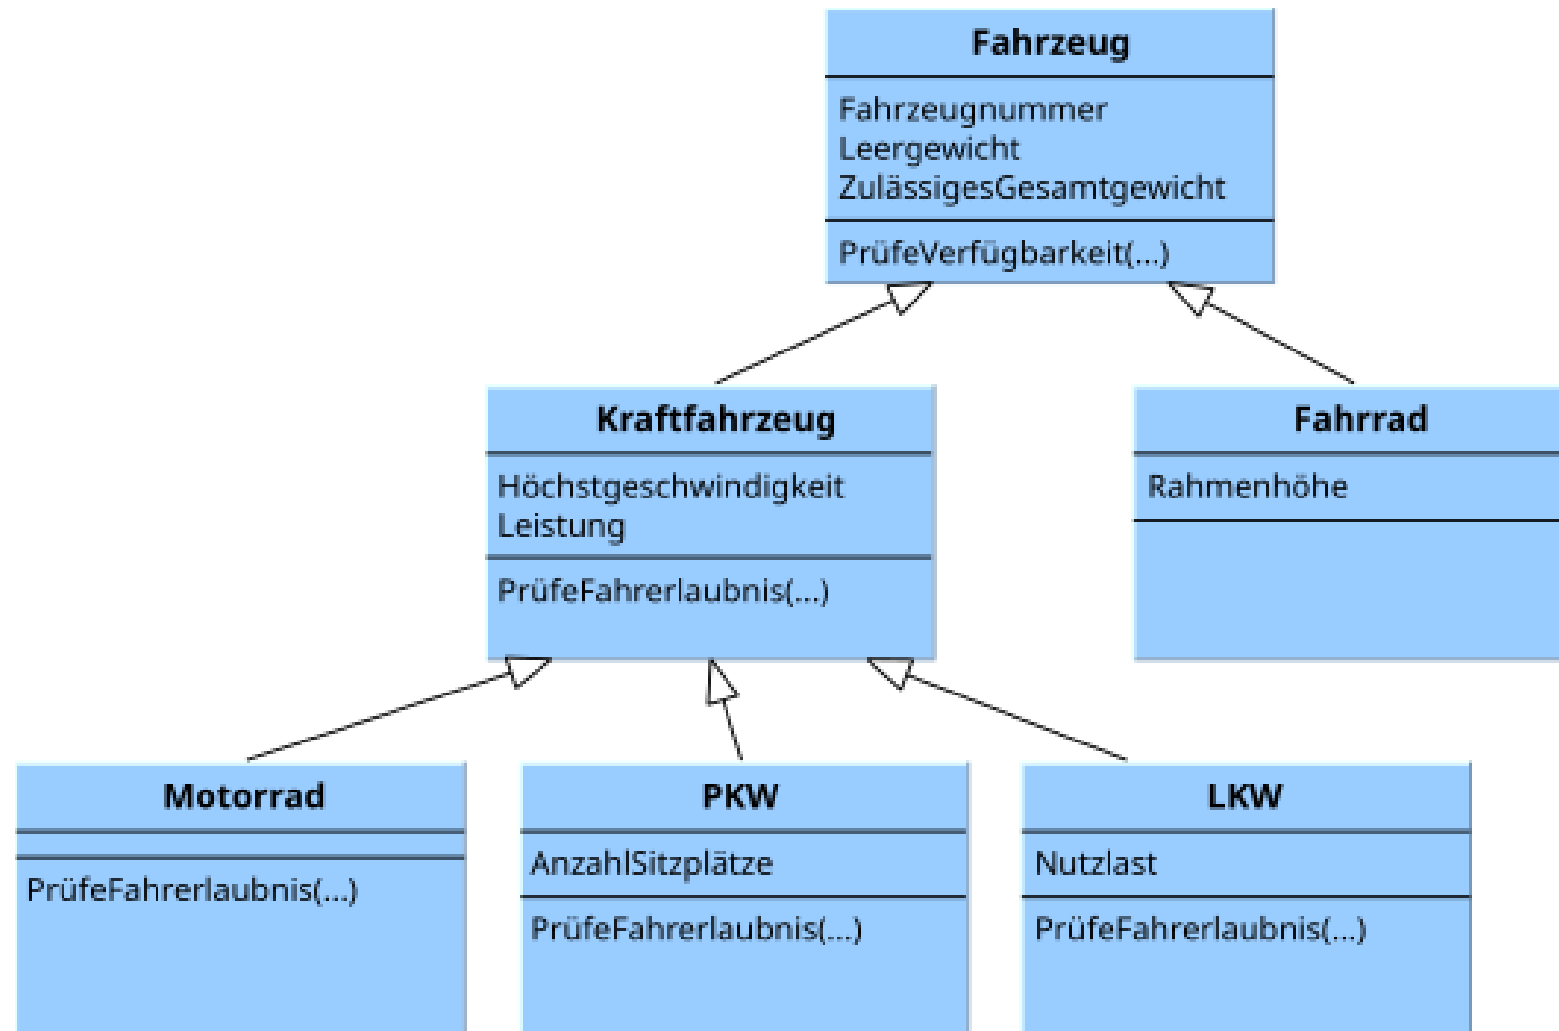 Fahrzeug
Fahrzeugnummer
Leergewicht
ZulässigesGesamtgewicht
PrüfeVerfügbarkeit(...)
Kraftfahrzeug
Höchstgeschwindigkeit
Leistung
PrüfeFahrerlaubnis(...)
Fahrrad
Rahmenhöhe
Motorrad
PrüfeFahrerlaubnis(...)
PKW
AnzahlSitzplätze
PrüfeFahrerlaubnis(...)
LKW
Nutzlast
PrüfeFahrerlaubnis(...)